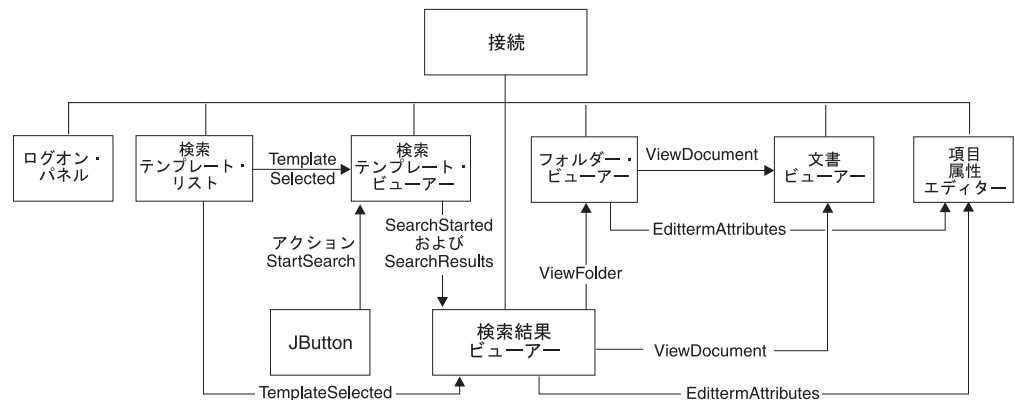 接続
ログオン・
パネル
検索
テンプレート・
リスト
Template
Selected
検索
テンプレート・
ビューアー
フォルダー・
ビューアー
ViewDocument
文書
ビューアー
項目
属性
エディター
アクション
StartSearch
SearchStarted
および
SearchResults
EdittermAttributes
ViewFolder
JButton
検索結果
ビューアー
ViewDocument
TemplateSelected
EdittermAttributes